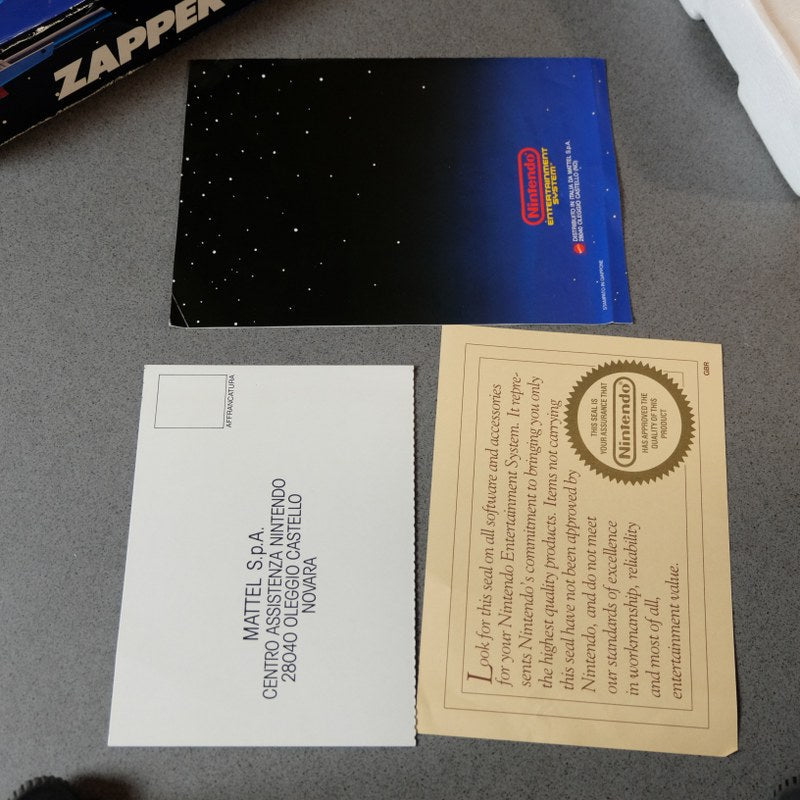 ZAPPER
Nintendo
ENTERTAINMENT
SYSTEM
DISTRIBUITO IN ITALIA DA MATTEL S.p.A.
28040 OLEGGIO CASTELLO (NO)
STAMPATO IN GIAPPONE
AFFRANCATURA
MATTEL S.p.A.
CENTRO ASSISTENZA NINTENDO
28040 OLEGGIO CASTELLO
NOVARA
Look for this seal on all software and accessories
for your Nintendo Entertainment System. It repre-
sents Nintendo's commitment to bringing you only
the highest quality products. Items not carrying
this seal have not been approved by
Nintendo, and do not meet
our standards of excellence
in workmanship, reliability
and most of all,
entertainment value.
THIS SEAL IS
YOUR ASSURANCE THAT
Nintendo
HAS APPROVED THE
QUALITY OF THIS
PRODUCT
GBR